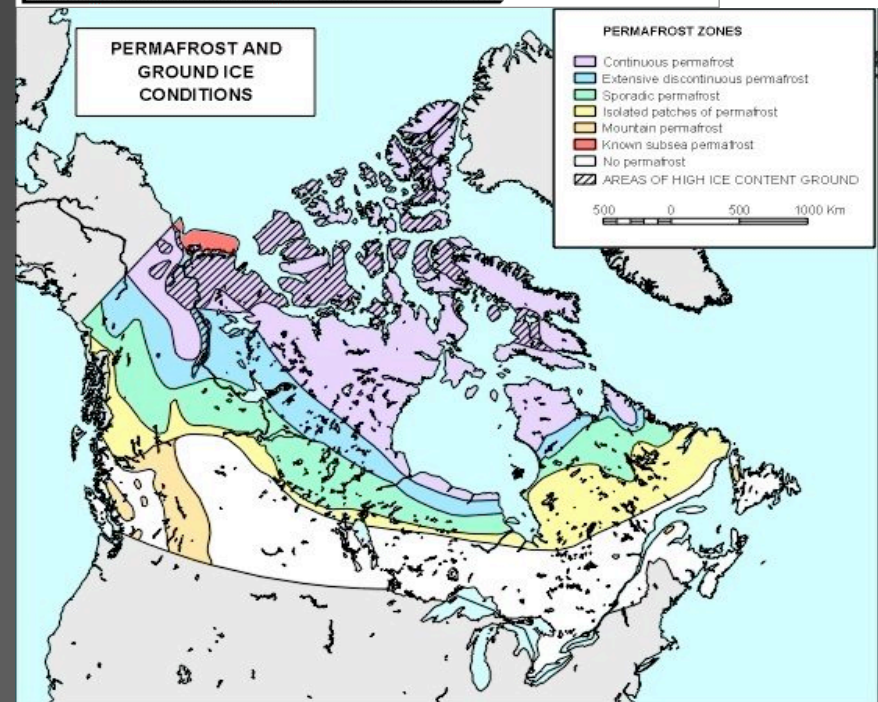 PERMAFROST AND
GROUND ICE
CONDITIONS
PERMAFROST ZONES
Continuous permafrost
Extensive discontinuous permafrost
Sporadic permafrost
Isolated patches of permafrost
Mountain permafrost
Known subsea permafrost
No permafrost
AREAS OF HIGH ICE CONTENT GROUND
500 0 500 1000 Km